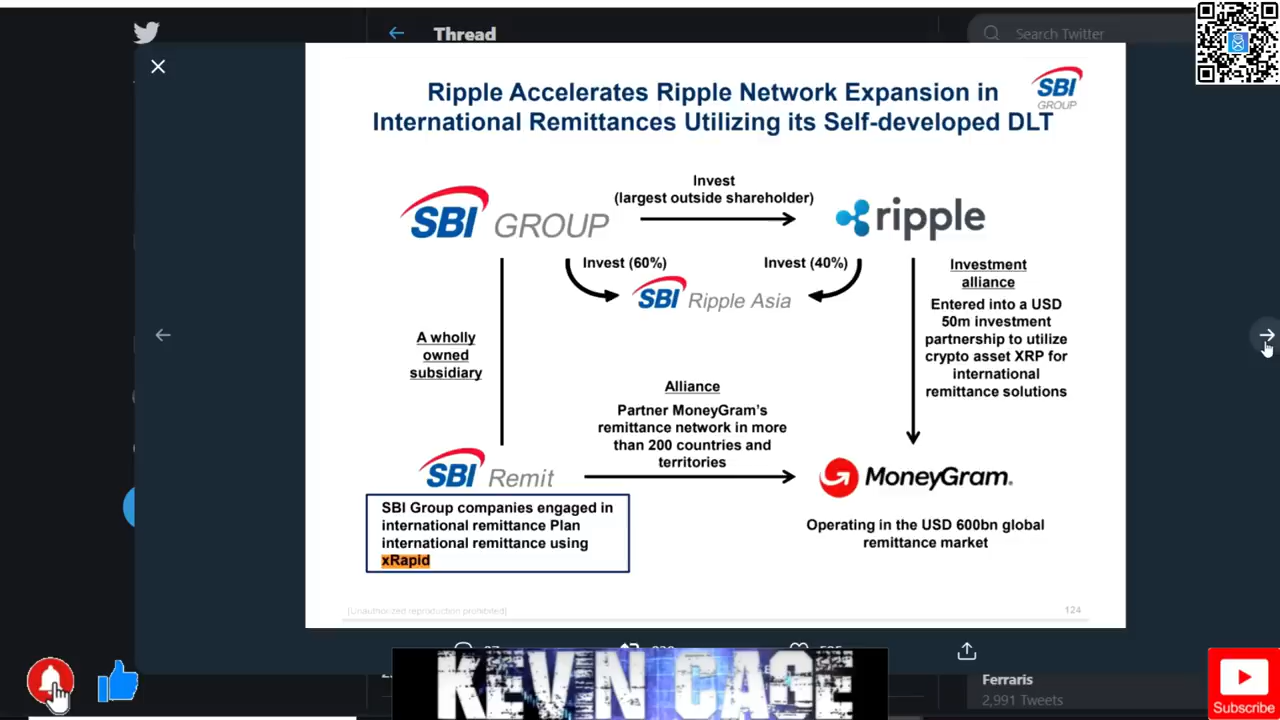 Thread
Search Twitter
Ripple Accelerates Ripple Network Expansion in
International Remittances Utilizing its Self-developed DLT
SBI
GROUP
SBI GROUP
Invest
(largest outside shareholder)
ripple
Invest (60%)
Invest (40%)
SBI Ripple Asia
Investment
alliance
Entered into a USD
50m investment
partnership to utilize
crypto asset XRP for
international
remittance solutions
A wholly
owned
subsidiary
Alliance
Partner MoneyGram's
remittance network in more
than 200 countries and
territories
SBI Remit
MoneyGram.
SBI Group companies engaged in
international remittance Plan
international remittance using
xRapid
Operating in the USD 600bn global
remittance market
[Unauthorized reproduction prohibited]
124
KEVIN CAGE
Ferraris
2,991 Tweets
Subscribe